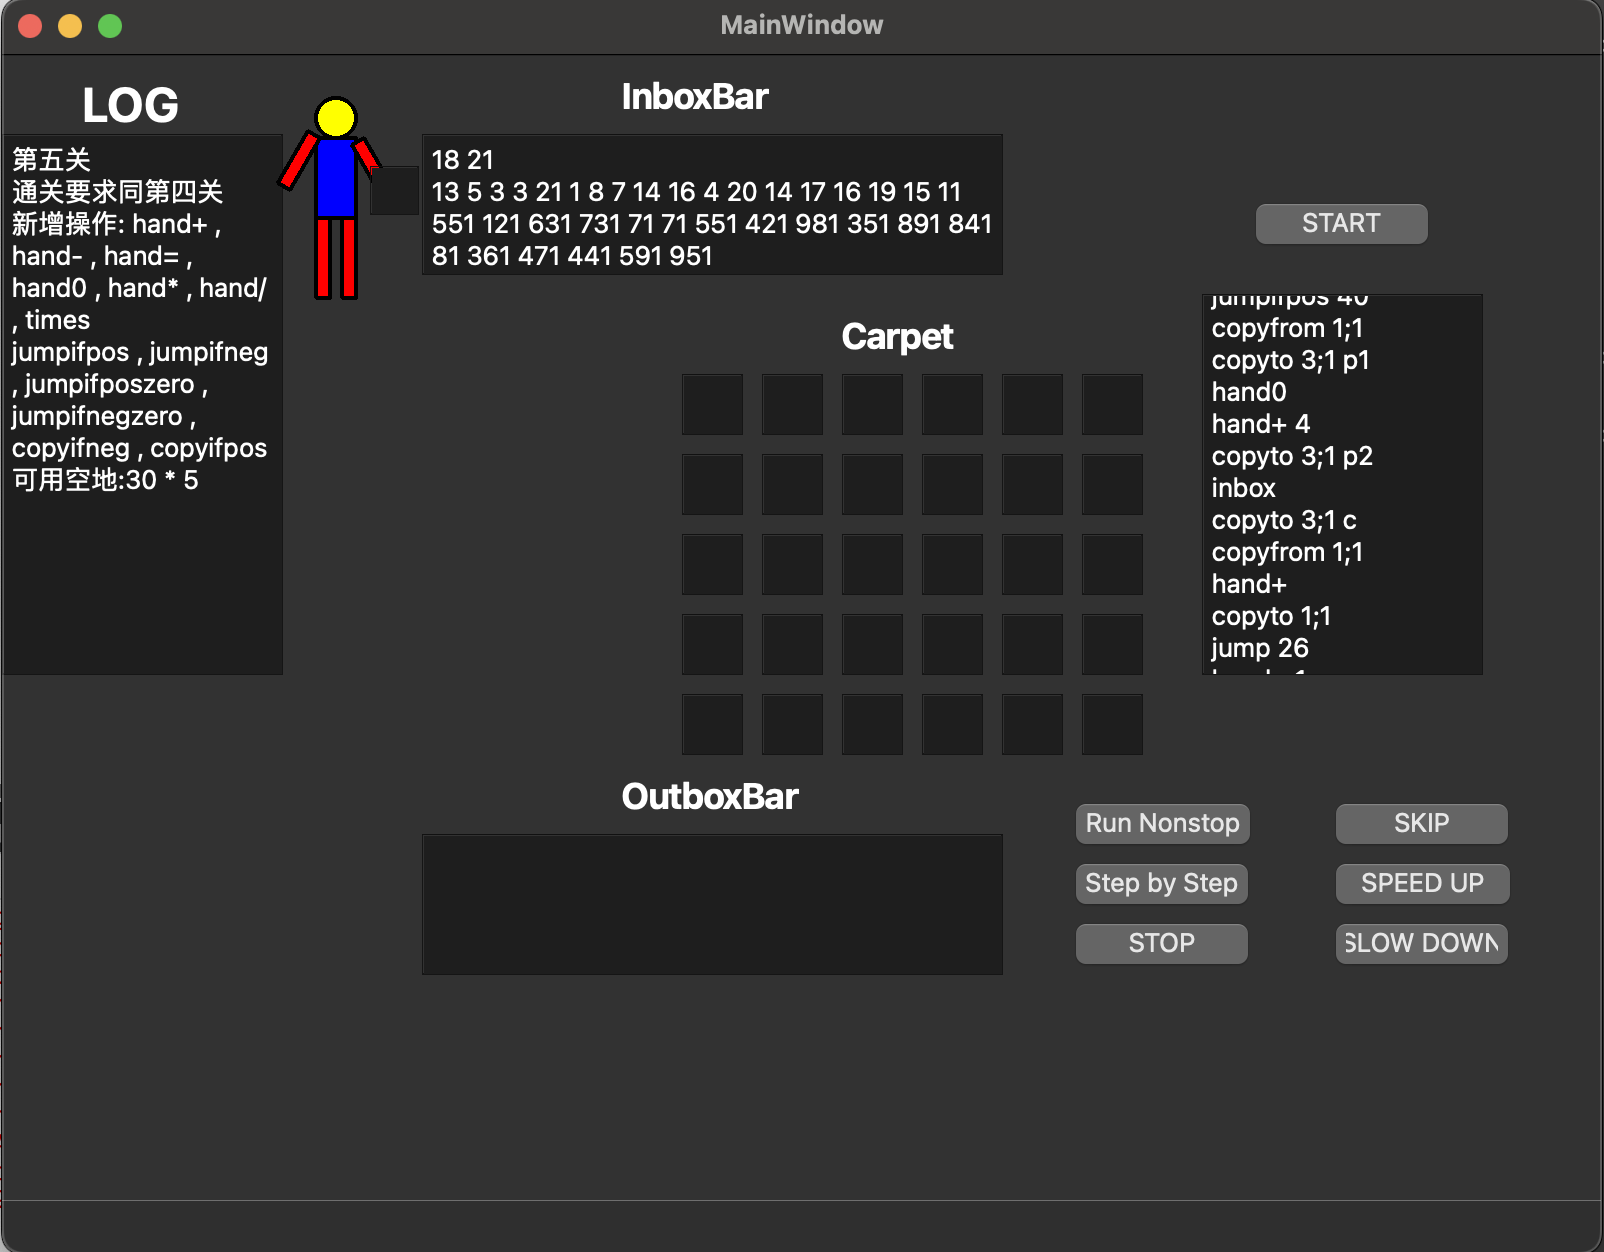 MainWindow
LOG
InboxBar
第五关
通关要求同第四关
新增操作: hand+ ,
hand- , hand= ,
hand0 , hand* , hand/
, times
jumpifpos , jumpifneg
, jumpifposzero ,
jumpifnegzero ,
copyifneg , copyifpos
可用空地:30 * 5
18 21
13 5 3 3 21 1 8 7 14 16 4 20 14 17 16 19 15 11
551 121 631 731 71 71 551 421 981 351 891 841
81 361 471 441 591 951
START
Carpet
jumpifpos 40
copyfrom 1;1
copyto 3;1 p1
hand0
hand+ 4
copyto 3;1 p2
inbox
copyto 3;1 c
copyfrom 1;1
hand+
copyto 1;1
jump 26
OutboxBar
Run Nonstop
SKIP
Step by Step
SPEED UP
STOP
SLOW DOWN